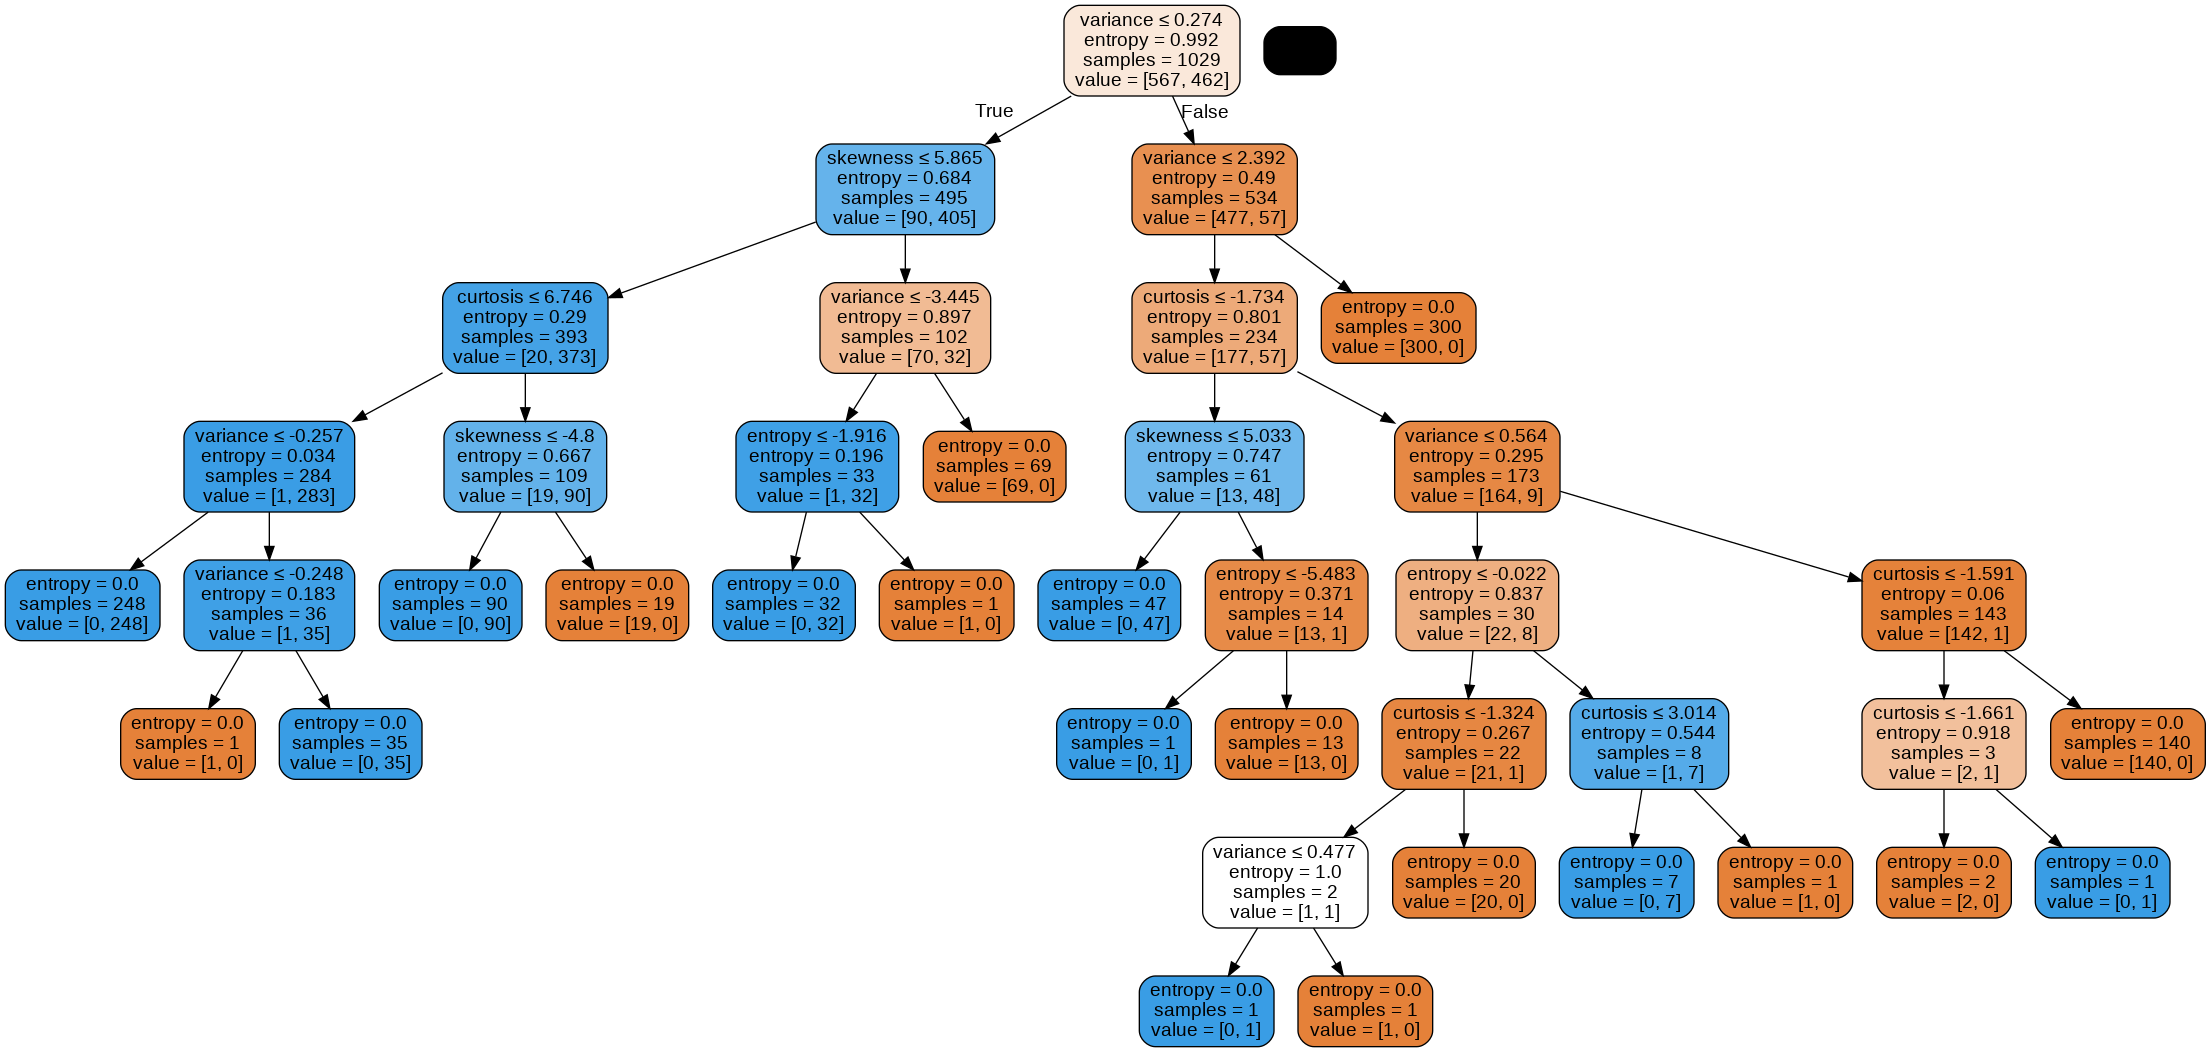 variance ≤ 0.274
entropy = 0.992
samples = 1029
value = [567, 462]
True
False
skewness ≤ 5.865
entropy = 0.684
samples = 495
value = [90, 405]
variance ≤ 2.392
entropy = 0.49
samples = 534
value = [477, 57]
curtosis ≤ 6.746
entropy = 0.29
samples = 393
value = [20, 373]
variance ≤ -3.445
entropy = 0.897
samples = 102
value = [70, 32]
curtosis ≤ -1.734
entropy = 0.801
samples = 234
value = [177, 57]
entropy = 0.0
samples = 300
value = [300, 0]
variance ≤ -0.257
entropy = 0.034
samples = 284
value = [1, 283]
skewness ≤ -4.8
entropy = 0.667
samples = 109
value = [19, 90]
entropy ≤ -1.916
entropy = 0.196
samples = 33
value = [1, 32]
entropy = 0.0
samples = 69
value = [69, 0]
skewness ≤ 5.033
entropy = 0.747
samples = 61
value = [13, 48]
variance ≤ 0.564
entropy = 0.295
samples = 173
value = [164, 9]
entropy = 0.0
samples = 248
value = [0, 248]
variance ≤ -0.248
entropy = 0.183
samples = 36
value = [1, 35]
entropy = 0.0
samples = 90
value = [0, 90]
entropy = 0.0
samples = 19
value = [19, 0]
entropy = 0.0
samples = 32
value = [0, 32]
entropy = 0.0
samples = 1
value = [1, 0]
entropy = 0.0
samples = 47
value = [0, 47]
entropy ≤ -5.483
entropy = 0.371
samples = 14
value = [13, 1]
entropy ≤ -0.022
entropy = 0.837
samples = 30
value = [22, 8]
curtosis ≤ -1.591
entropy = 0.06
samples = 143
value = [142, 1]
entropy = 0.0
samples = 1
value = [1, 0]
entropy = 0.0
samples = 35
value = [0, 35]
entropy = 0.0
samples = 1
value = [0, 1]
entropy = 0.0
samples = 13
value = [13, 0]
curtosis ≤ -1.324
entropy = 0.267
samples = 22
value = [21, 1]
curtosis ≤ 3.014
entropy = 0.544
samples = 8
value = [1, 7]
curtosis ≤ -1.661
entropy = 0.918
samples = 3
value = [2, 1]
entropy = 0.0
samples = 140
value = [140, 0]
variance ≤ 0.477
entropy = 1.0
samples = 2
value = [1, 1]
entropy = 0.0
samples = 20
value = [20, 0]
entropy = 0.0
samples = 7
value = [0, 7]
entropy = 0.0
samples = 1
value = [1, 0]
entropy = 0.0
samples = 2
value = [2, 0]
entropy = 0.0
samples = 1
value = [0, 1]
entropy = 0.0
samples = 1
value = [0, 1]
entropy = 0.0
samples = 1
value = [1, 0]